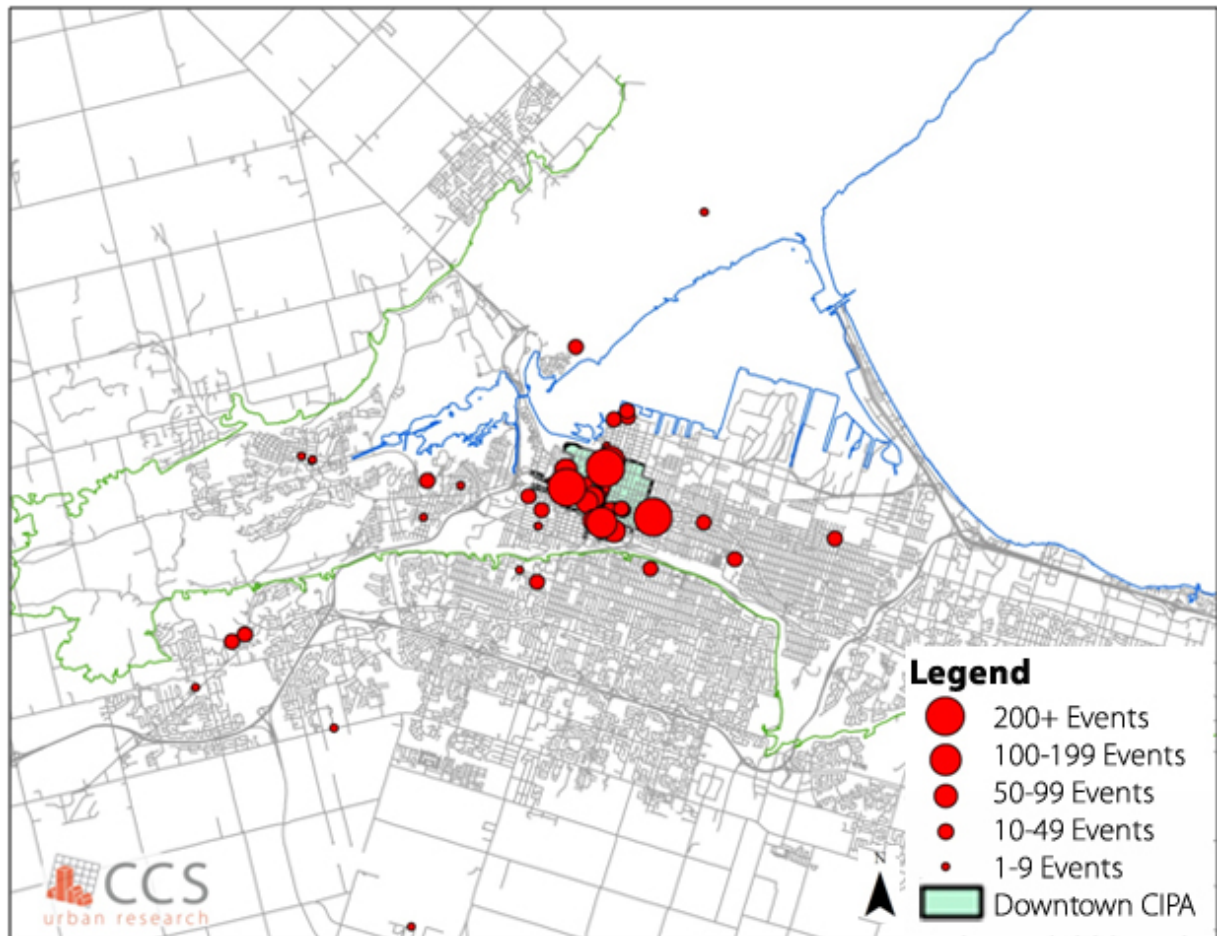 Legend
200+ Events
100-199 Events
50-99 Events
10-49 Events
1-9 Events
Downtown CIPA
N
CCS
urban research